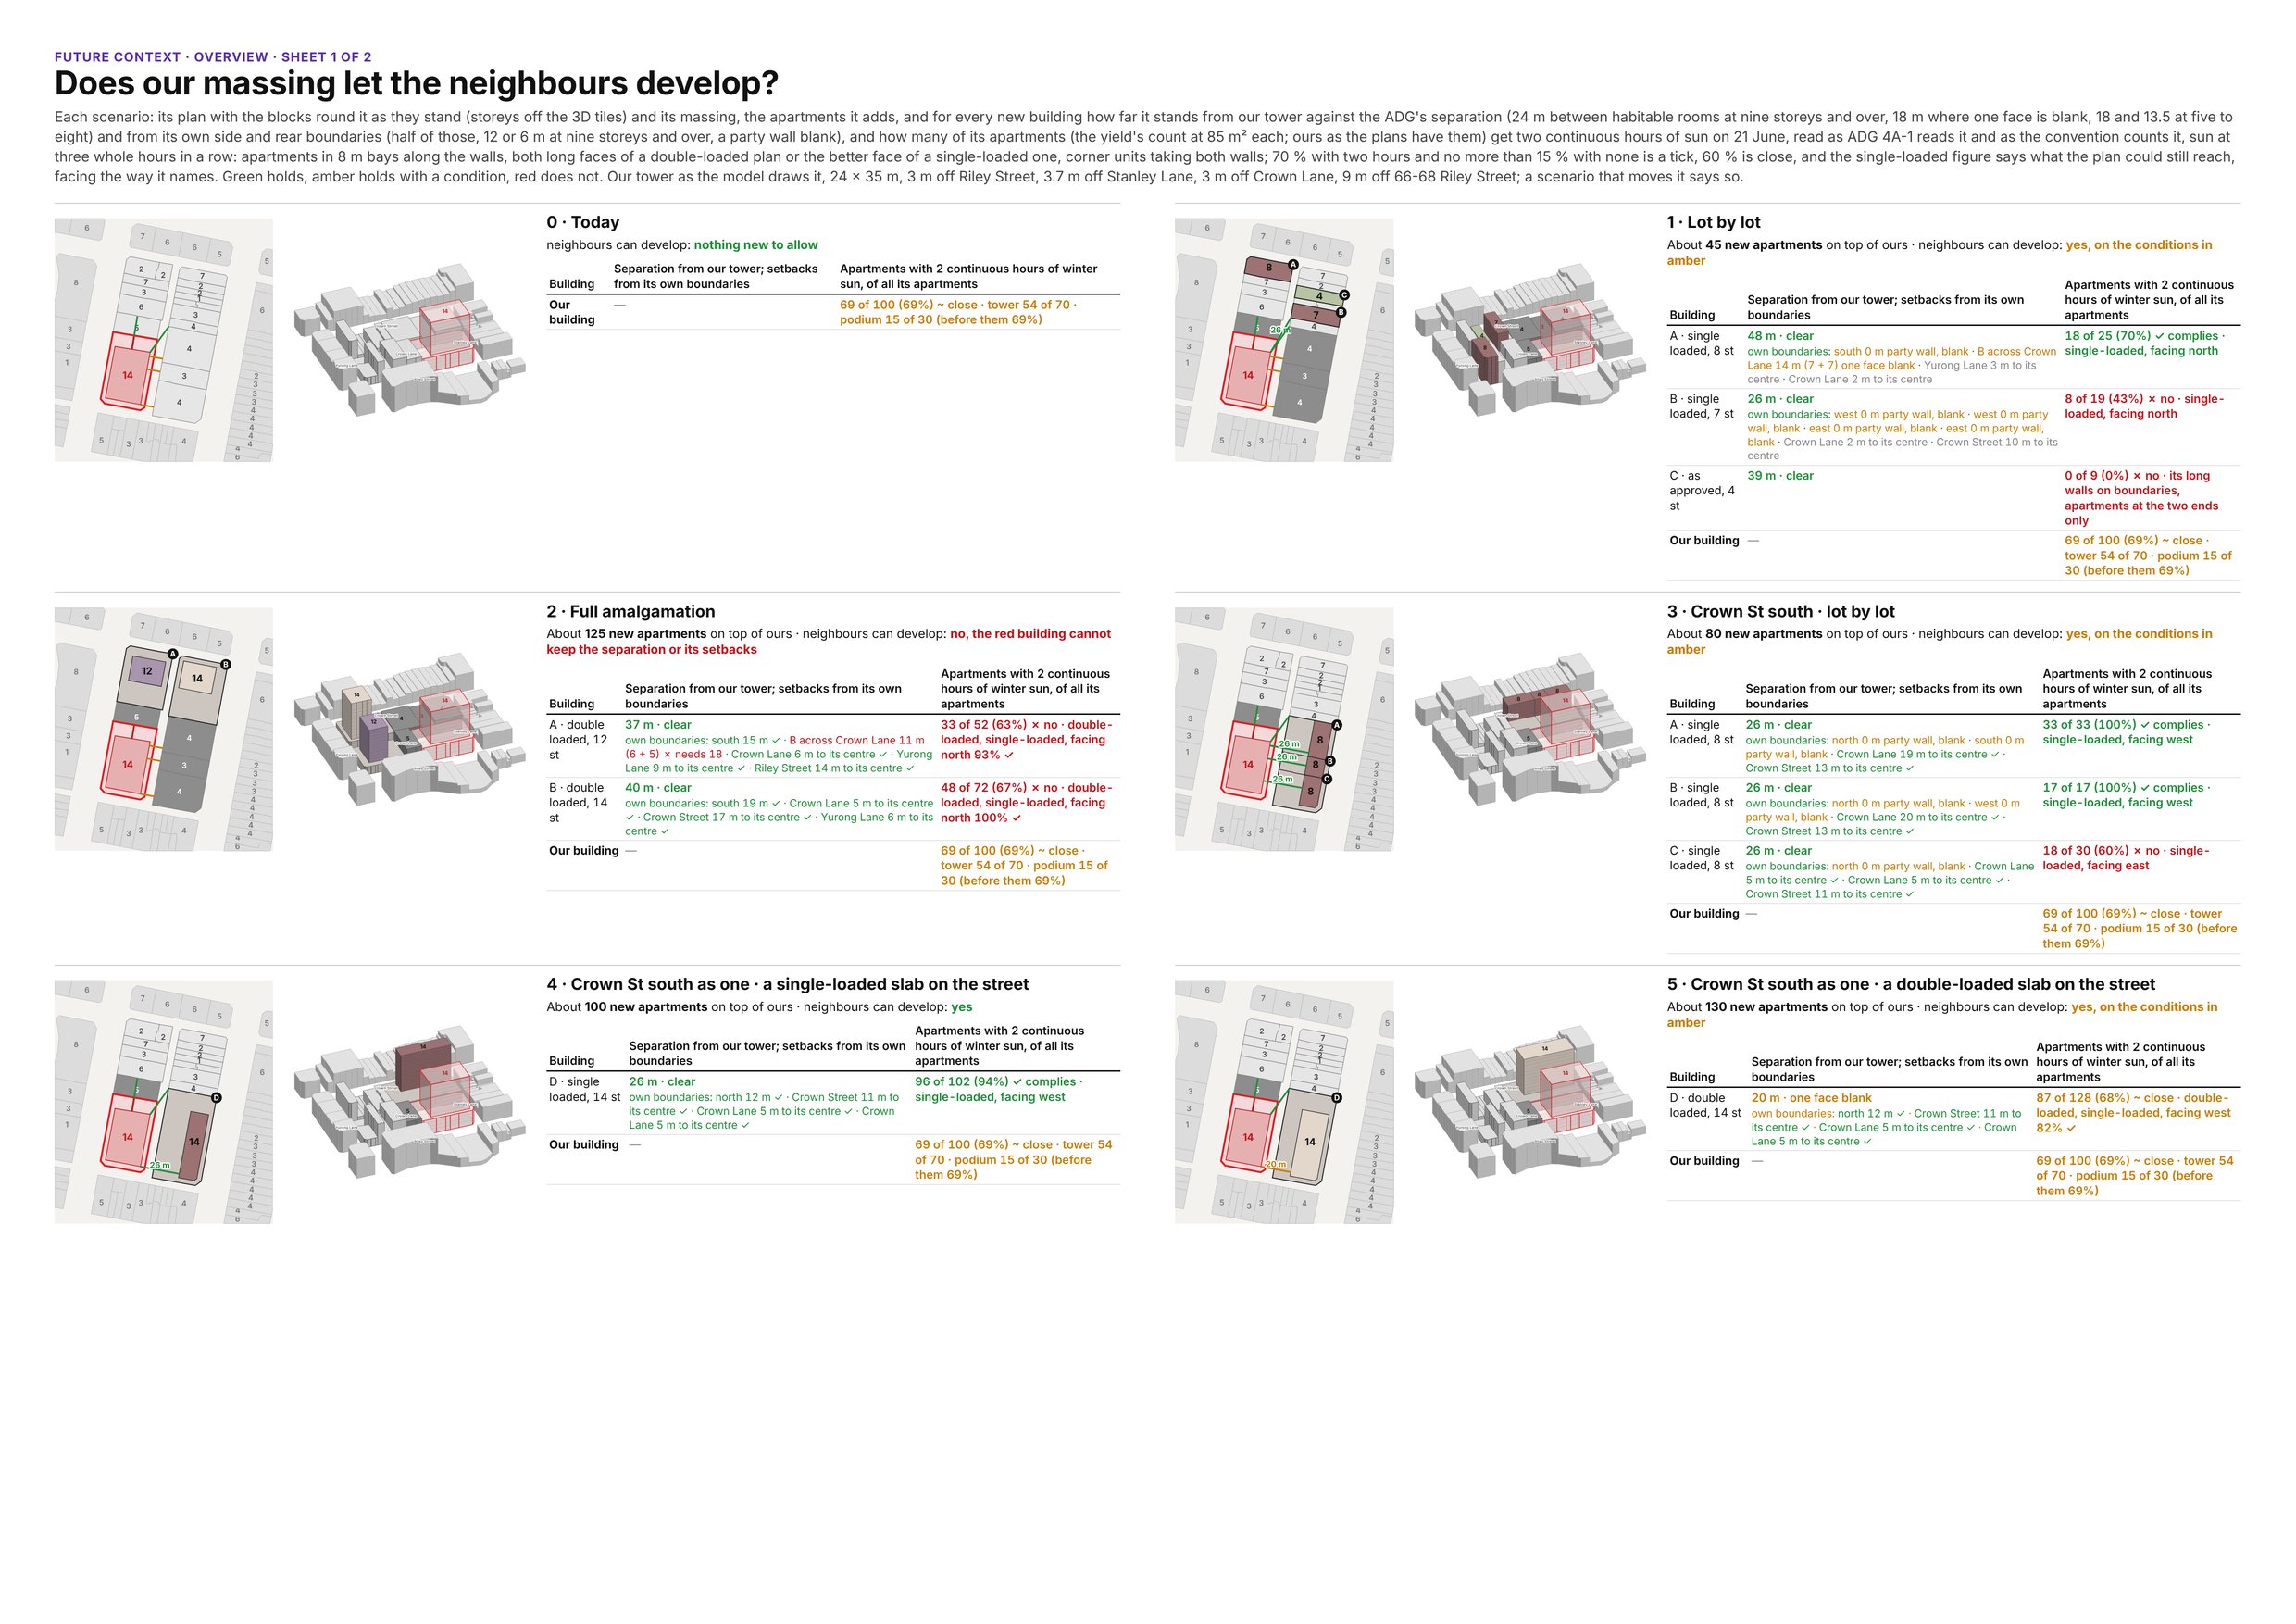 FUTURE CONTEXT · OVERVIEW · SHEET 1 OF 2
Does our massing let the neighbours develop?
Each scenario: its plan with the blocks round it as they stand (storeys off the 3D tiles) and its massing, the apartments it adds, and for every new building how far it stands from our tower against the ADG's separation (24 m between habitable rooms at nine storeys and over, 18 m where one face is blank, 18 and 13.5 at five to
eight) and from its own side and rear boundaries (half of those, 12 or 6 m at nine storeys and over, a party wall blank), and how many of its apartments (the yield's count at 85 m² each; ours as the plans have them) get two continuous hours of sun on 21 June, read as ADG 4A-1 reads it and as the convention counts it, sun at
three whole hours in a row: apartments in 8 m bays along the walls, both long faces of a double-loaded plan or the better face of a single-loaded one, corner units taking both walls; 70 % with two hours and no more than 15 % with none is a tick, 60 % is close, and the single-loaded figure says what the plan could still reach,
facing the way it names. Green holds, amber holds with a condition, red does not. Our tower as the model draws it, 24 × 35 m, 3 m off Riley Street, 3.7 m off Stanley Lane, 3 m off Crown Lane, 9 m off 66-68 Riley Street; a scenario that moves it says so.
0 · Today
neighbours can develop: nothing new to allow
Building
Separation from our tower; setbacks
from its own boundaries
Apartments with 2 continuous hours of winter
sun, of all its apartments
Our
building
—
69 of 100 (69%) ~ close · tower 54 of 70 ·
podium 15 of 30 (before them 69%)
1 · Lot by lot
About 45 new apartments on top of ours · neighbours can develop: yes, on the conditions in
amber
Building
Separation from our tower; setbacks from its own
boundaries
Apartments with 2 continuous
hours of winter sun, of all its
apartments
A · single
loaded, 8 st
48 m · clear
own boundaries: south 0 m party wall, blank · B across Crown
Lane 14 m (7 + 7) one face blank · Yurong Lane 3 m to its
centre · Crown Lane 2 m to its centre
18 of 25 (70%) ✓ complies ·
single-loaded, facing north
B · single
loaded, 7 st
26 m · clear
own boundaries: west 0 m party wall, blank · west 0 m party
wall, blank · east 0 m party wall, blank · east 0 m party wall,
blank · Crown Lane 2 m to its centre · Crown Street 10 m to its
centre
8 of 19 (43%) × no · single-
loaded, facing north
C · as
approved, 4
st
39 m · clear
0 of 9 (0%) × no · its long
walls on boundaries,
apartments at the two ends
only
Our building
—
69 of 100 (69%) ~ close ·
tower 54 of 70 · podium 15 of
30 (before them 69%)
2 · Full amalgamation
About 125 new apartments on top of ours · neighbours can develop: no, the red building cannot
keep the separation or its setbacks
Building
Separation from our tower; setbacks from its own
boundaries
Apartments with 2 continuous
hours of winter sun, of all its
apartments
A · double
loaded, 12
st
37 m · clear
own boundaries: south 15 m ✓ · B across Crown Lane 11 m
(6 + 5) × needs 18 · Crown Lane 6 m to its centre ✓ · Yurong
Lane 9 m to its centre ✓ · Riley Street 14 m to its centre ✓
33 of 52 (63%) × no · double-
loaded, single-loaded, facing
north 93% ✓
B · double
loaded, 14
st
40 m · clear
own boundaries: south 19 m ✓ · Crown Lane 5 m to its centre
✓ · Crown Street 17 m to its centre ✓ · Yurong Lane 6 m to its
centre ✓
48 of 72 (67%) × no · double-
loaded, single-loaded, facing
north 100% ✓
Our building
—
69 of 100 (69%) ~ close ·
tower 54 of 70 · podium 15 of
30 (before them 69%)
3 · Crown St south · lot by lot
About 80 new apartments on top of ours · neighbours can develop: yes, on the conditions in
amber
Building
Separation from our tower; setbacks from its own
boundaries
Apartments with 2 continuous
hours of winter sun, of all its
apartments
A · single
loaded, 8 st
26 m · clear
own boundaries: north 0 m party wall, blank · south 0 m
party wall, blank · Crown Lane 19 m to its centre ✓ ·
Crown Street 13 m to its centre ✓
33 of 33 (100%) ✓ complies ·
single-loaded, facing west
B · single
loaded, 8 st
26 m · clear
own boundaries: north 0 m party wall, blank · west 0 m
party wall, blank · Crown Lane 20 m to its centre ✓ ·
Crown Street 13 m to its centre ✓
17 of 17 (100%) ✓ complies ·
single-loaded, facing west
C · single
loaded, 8 st
26 m · clear
own boundaries: north 0 m party wall, blank · Crown Lane
5 m to its centre ✓ · Crown Lane 5 m to its centre ✓ ·
Crown Street 11 m to its centre ✓
18 of 30 (60%) × no · single-
loaded, facing east
Our building
—
69 of 100 (69%) ~ close · tower
54 of 70 · podium 15 of 30 (before
them 69%)
4 · Crown St south as one · a single-loaded slab on the street
About 100 new apartments on top of ours · neighbours can develop: yes
Building
Separation from our tower; setbacks from its own
boundaries
Apartments with 2 continuous
hours of winter sun, of all its
apartments
D · single
loaded, 14 st
26 m · clear
own boundaries: north 12 m ✓ · Crown Street 11 m to
its centre ✓ · Crown Lane 5 m to its centre ✓ · Crown
Lane 5 m to its centre ✓
96 of 102 (94%) ✓ complies ·
single-loaded, facing west
Our building
—
69 of 100 (69%) ~ close · tower 54
of 70 · podium 15 of 30 (before
them 69%)
5 · Crown St south as one · a double-loaded slab on the street
About 130 new apartments on top of ours · neighbours can develop: yes, on the conditions in
amber
Building
Separation from our tower; setbacks from its own
boundaries
Apartments with 2 continuous
hours of winter sun, of all its
apartments
D · double
loaded, 14 st
20 m · one face blank
own boundaries: north 12 m ✓ · Crown Street 11 m to
its centre ✓ · Crown Lane 5 m to its centre ✓ · Crown
Lane 5 m to its centre ✓
87 of 128 (68%) ~ close · double-
loaded, single-loaded, facing west
82% ✓
Our building
—
69 of 100 (69%) ~ close · tower 54
of 70 · podium 15 of 30 (before
them 69%)